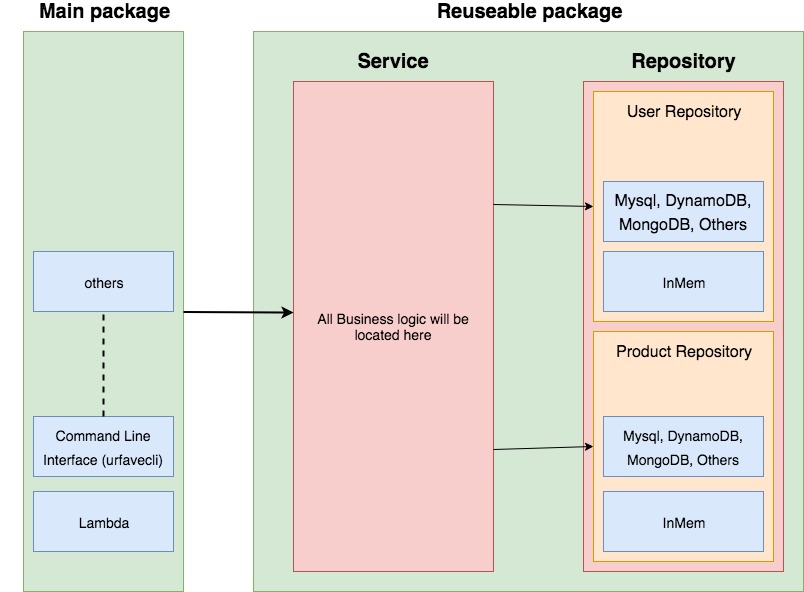 Main package
Reuseable package
Service
Repository
User Repository
Mysql, DynamoDB,
MongoDB, Others
InMem
others
All Business logic will be
located here
Product Repository
Command Line
Interface (urfavecli)
Mysql, DynamoDB,
MongoDB, Others
Lambda
InMem